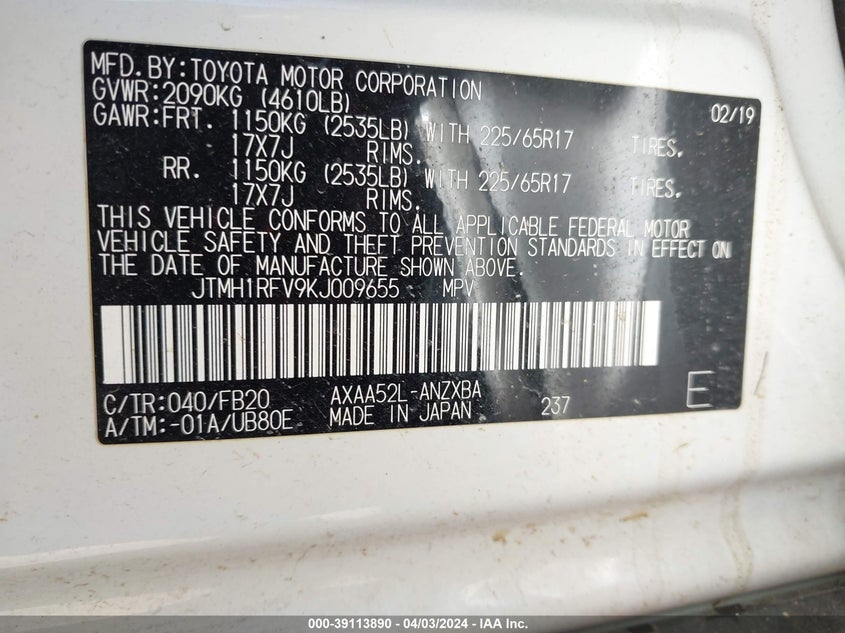 MFD.BY:TOYOTA MOTOR CORPORATION 02/19
GVWR:2090KG (4610LB)
GAWR:FRT. 1150KG (2535LB) WITH 225/65R17 TIRES.
17X7J RIMS.
RR. 1150KG (2535LB) WITH 225/65R17 TIRES.
17X7J RIMS.
THIS VEHICLE CONFORMS TO ALL APPLICABLE FEDERAL MOTOR
VEHICLE SAFETY AND THEFT PREVENTION STANDARDS IN EFFECT ON
THE DATE OF MANUFACTURE SHOWN ABOVE.
JTMH1RFV9KJ009655 MPV
C/TR:040/FB20 AXAA52L-ANZXBA
A/TM:-01A/UB80E MADE IN JAPAN 237 E
000-39113890 - 04/03/2024 - IAA Inc.